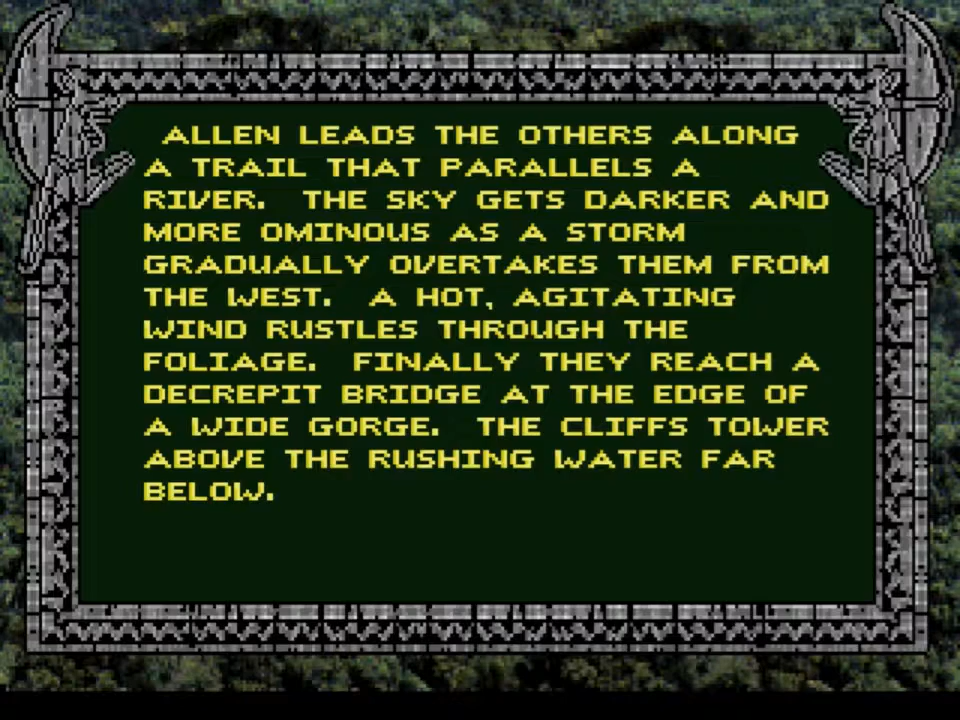 ALLEN LEADS THE OTHERS ALONG
A TRAIL THAT PARALLELS A
RIVER. THE SKY GETS DARKER AND
MORE OMINOUS AS A STORM
GRADUALLY OVERTAKES THEM FROM
THE WEST. A HOT, AGITATING
WIND RUSTLES THROUGH THE
FOLIAGE. FINALLY THEY REACH A
DECREPIT BRIDGE AT THE EDGE OF
A WIDE GORGE. THE CLIFFS TOWER
ABOVE THE RUSHING WATER FAR
BELOW.